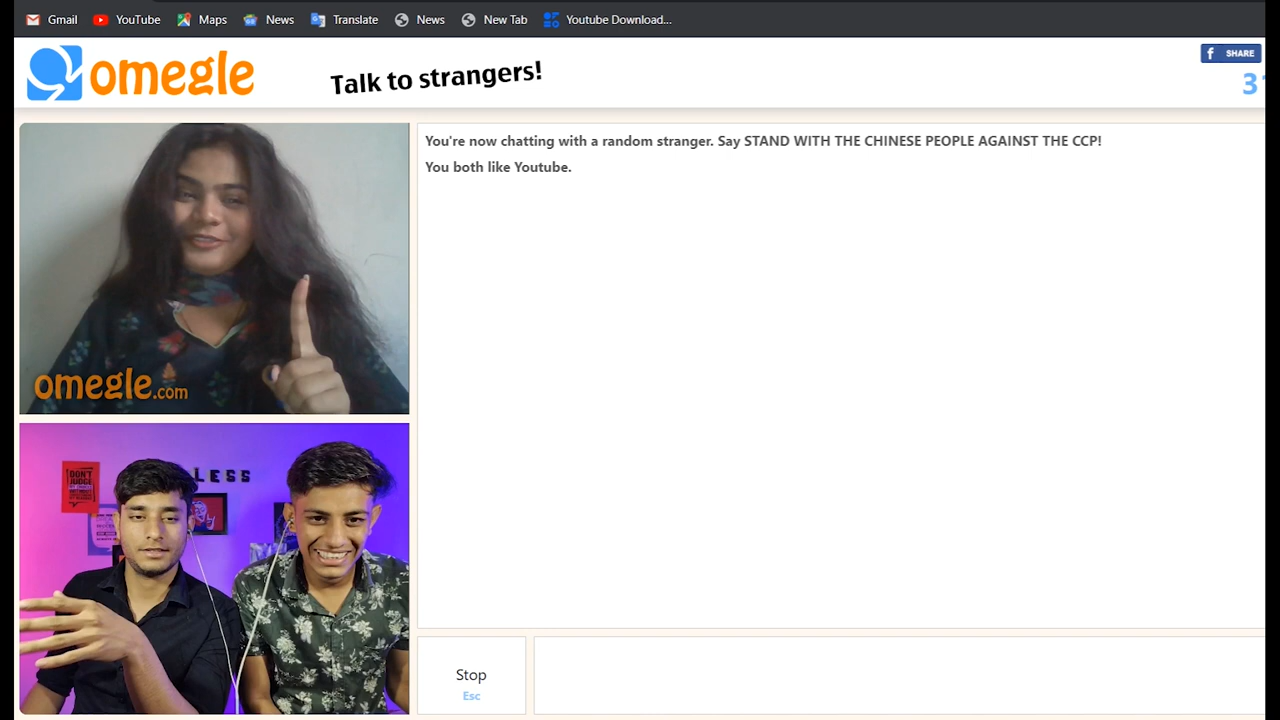 Gmail YouTube Maps News Translate News New Tab Youtube Download...
omegle Talk to strangers! f SHARE
You're now chatting with a random stranger. Say STAND WITH THE CHINESE PEOPLE AGAINST THE CCP!
You both like Youtube.
omegle.com
LESS
DON'T
JUDGE
Stop
Esc